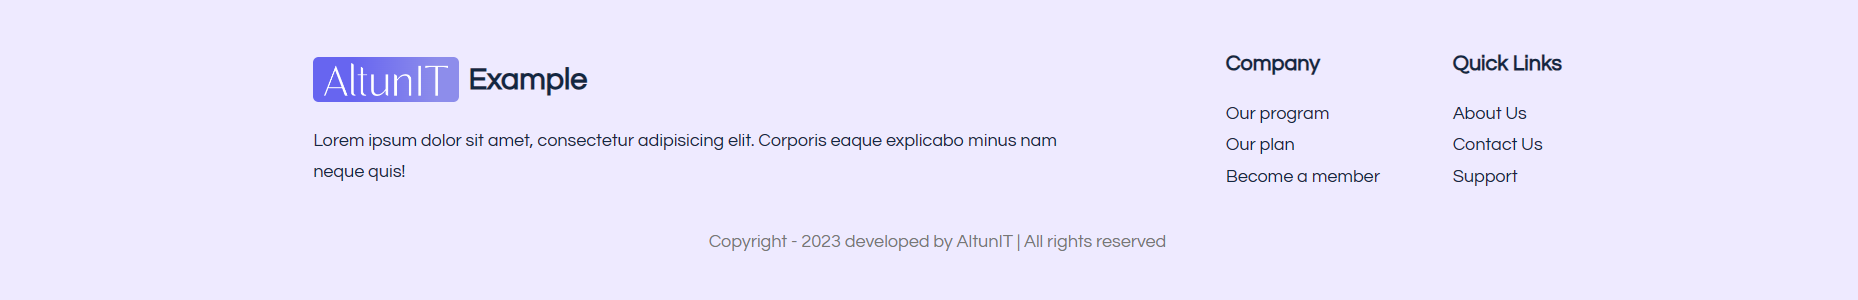 AltunIT Example
Lorem ipsum dolor sit amet, consectetur adipisicing elit. Corporis eaque explicabo minus nam
neque quis!
Company
Our program
Our plan
Become a member
Quick Links
About Us
Contact Us
Support
Copyright - 2023 developed by AltunIT | All rights reserved